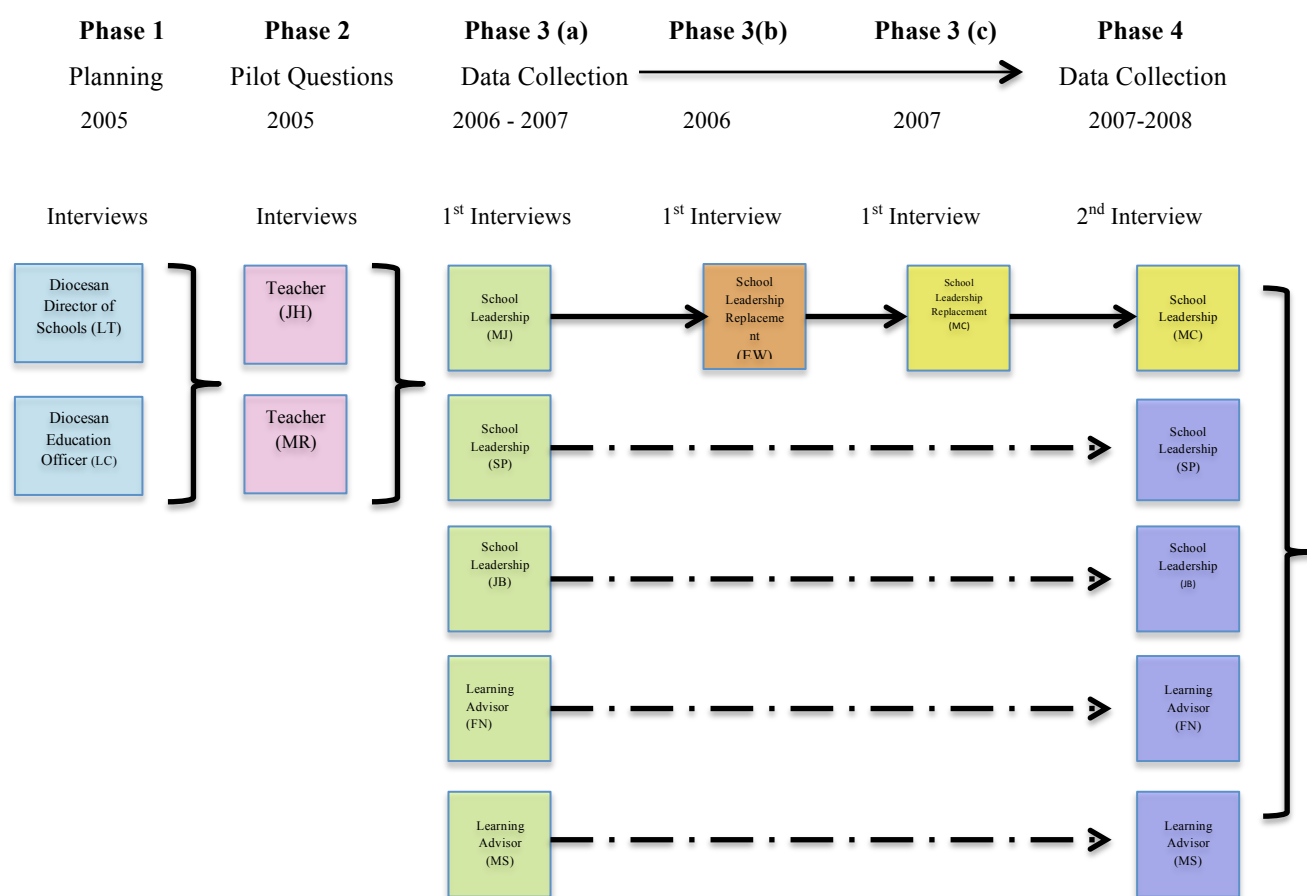 Phase 1 Phase 2 Phase 3 (a) Phase 3(b) Phase 3 (c) Phase 4
Planning Pilot Questions Data Collection Data Collection
2005 2005 2006 - 2007 2006 2007 2007-2008
Interviews Interviews 1st Interviews 1st Interview 1st Interview 2nd Interview
Diocesan
Director of
Schools (LT)
Teacher
(JH)
School
Leadership
(MJ)
School
Leadership
Replaceme
nt
(EW)
School
Leadership
Replacement
(MC)
School
Leadership
(MC)
Diocesan
Education
Officer (LC)
Teacher
(MR)
School
Leadership
(SP)
School
Leadership
(SP)
School
Leadership
(JB)
School
Leadership
(JB)
Learning
Advisor
(FN)
Learning
Advisor
(FN)
Learning
Advisor
(MS)
Learning
Advisor
(MS)